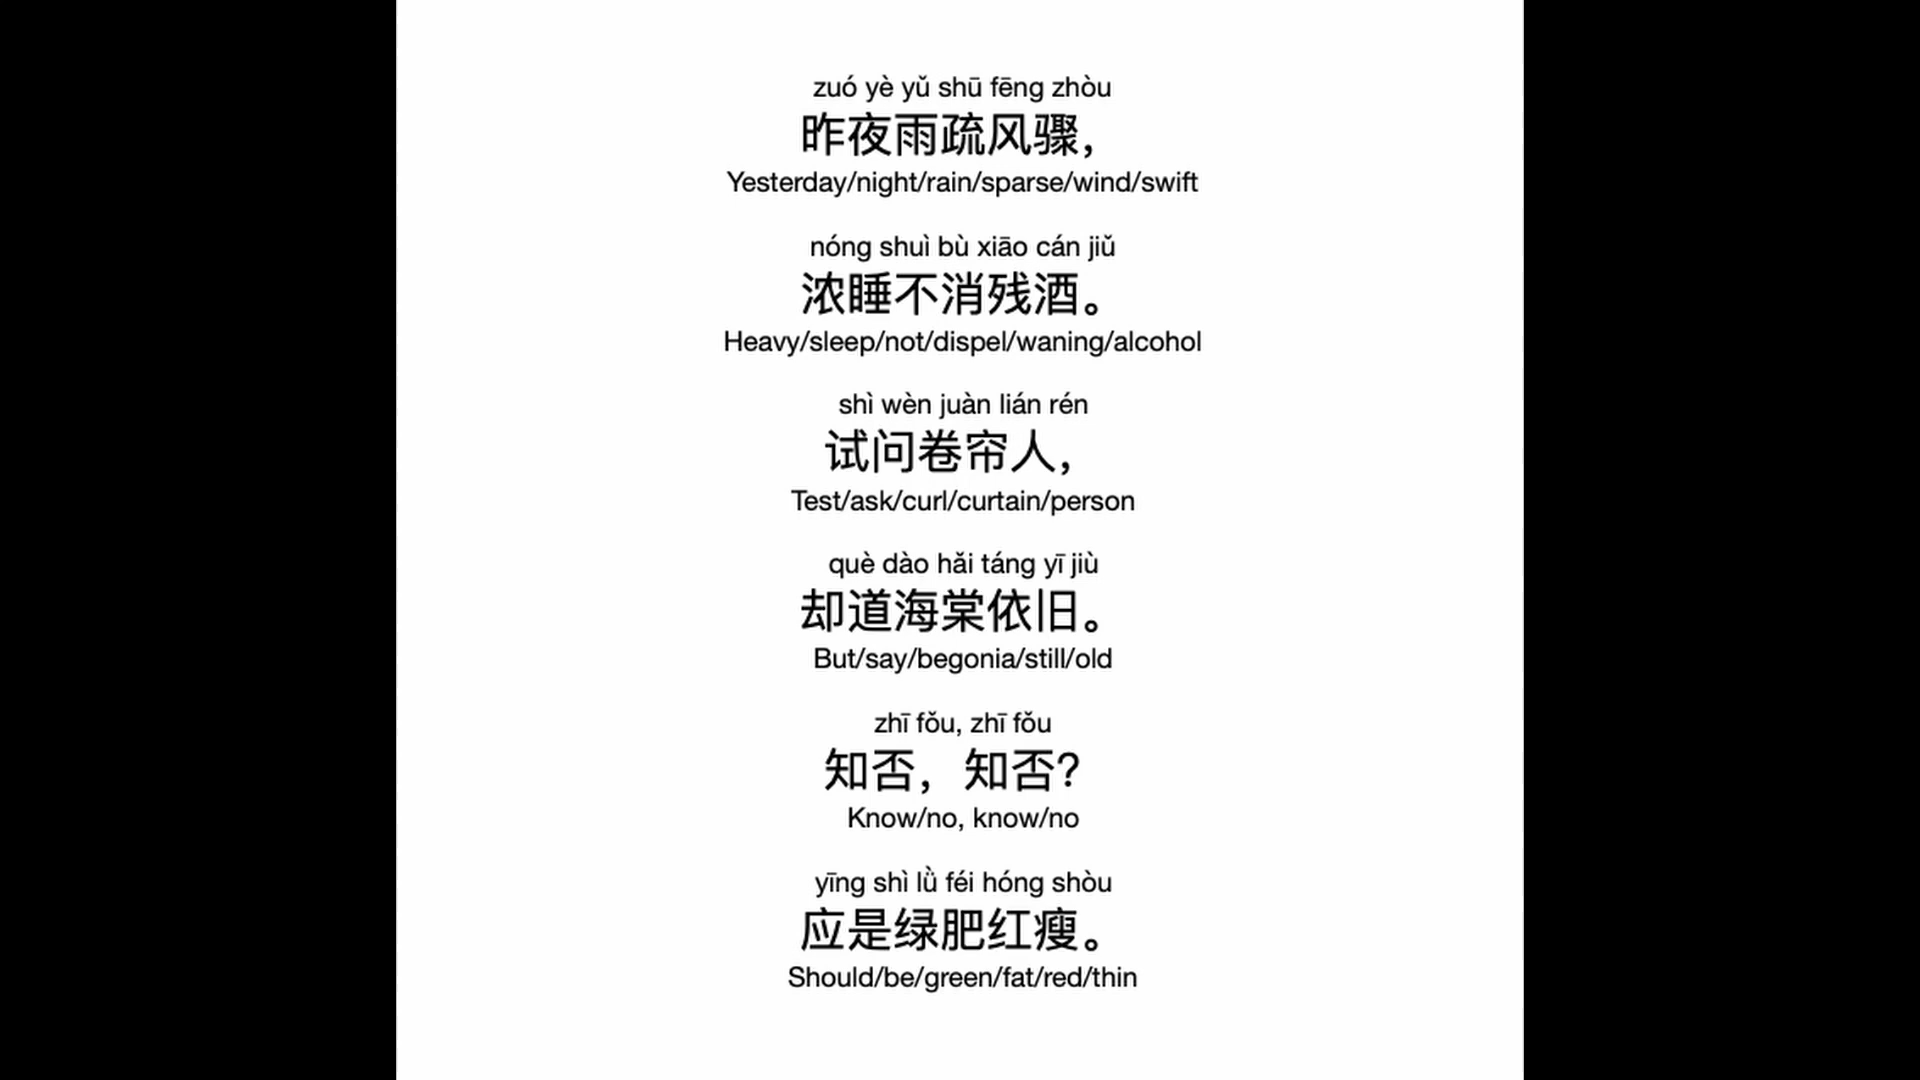 zuó yè yǔ shū fēng zhòu
昨夜雨疏风骤，
Yesterday/night/rain/sparse/wind/swift
nóng shuì bù xiāo cán jiǔ
浓睡不消残酒。
Heavy/sleep/not/dispel/waning/alcohol
shì wèn juàn lián rén
试问卷帘人，
Test/ask/curl/curtain/person
què dào hǎi táng yī jiù
却道海棠依旧。
But/say/begonia/still/old
zhī fǒu, zhī fǒu
知否，知否？
Know/no, know/no
yīng shì lǜ féi hóng shòu
应是绿肥红瘦。
Should/be/green/fat/red/thin